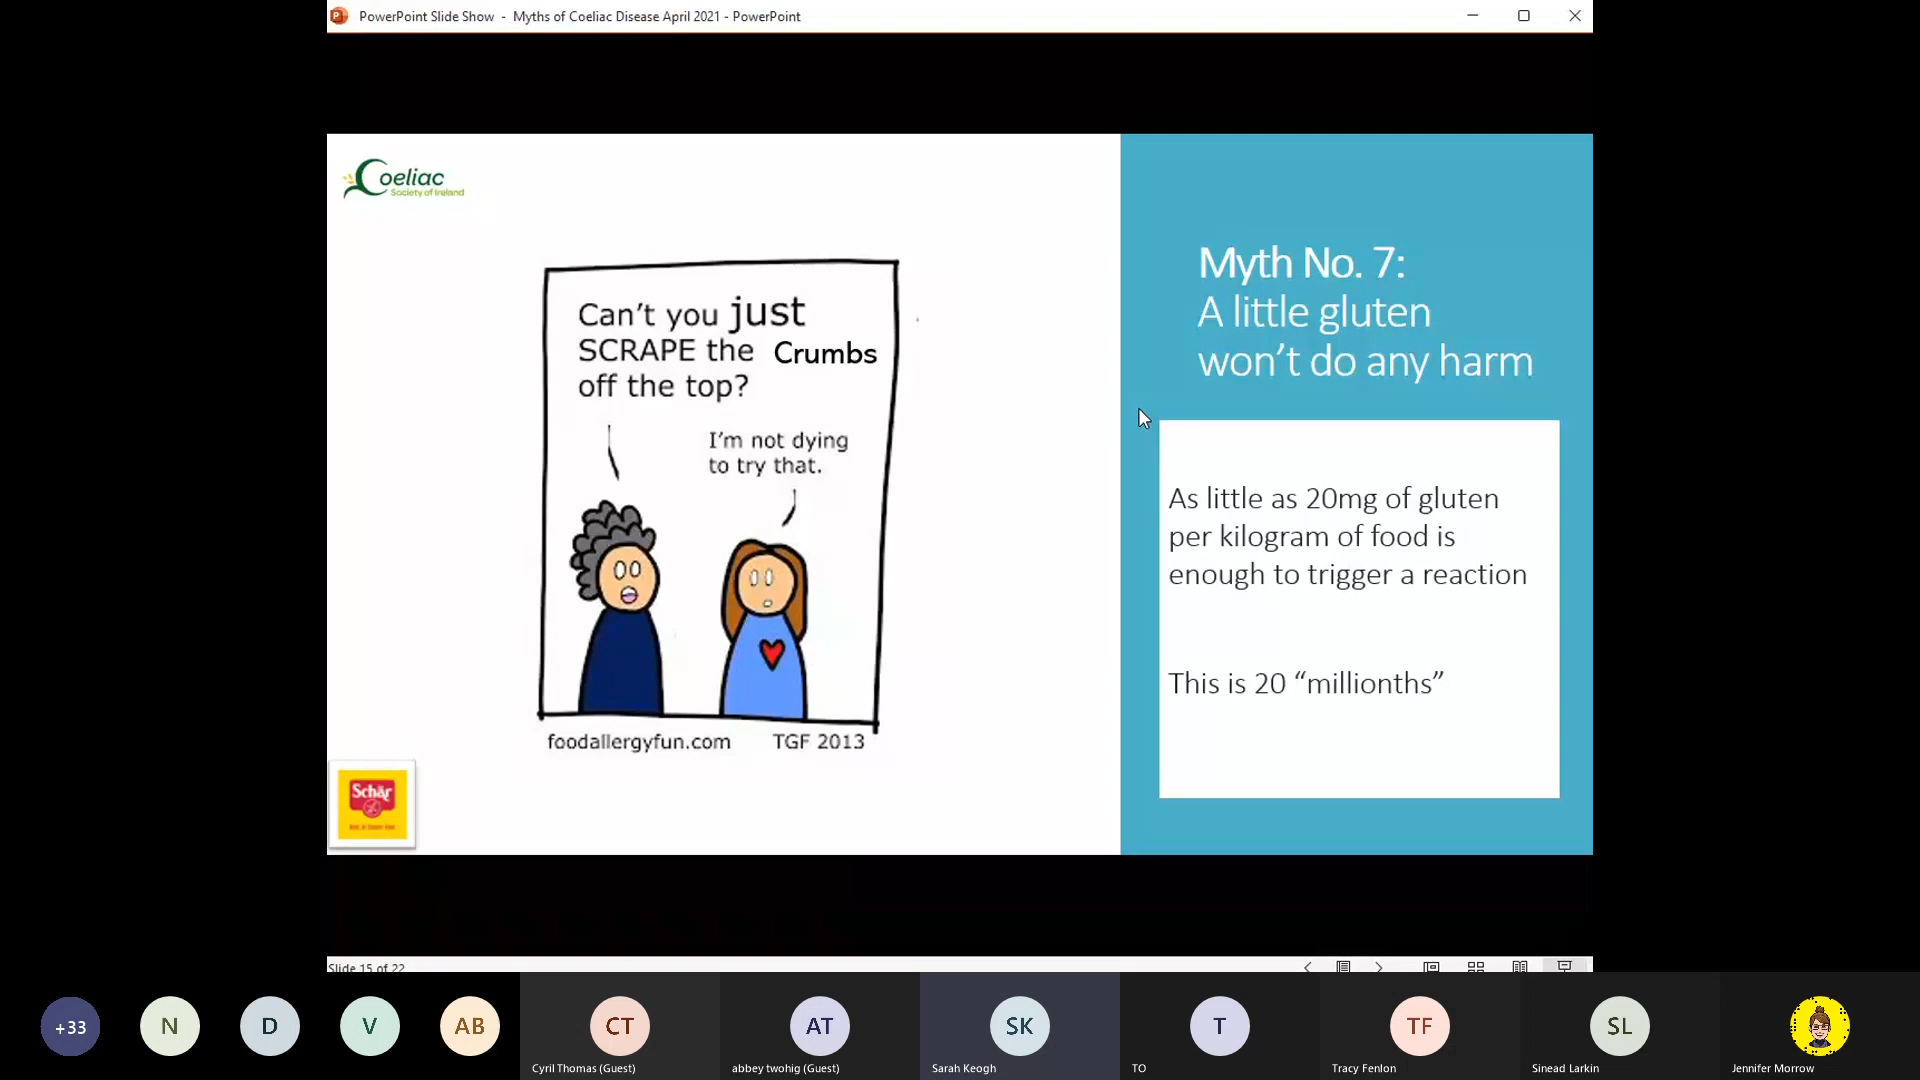 PowerPoint Slide Show - Myths of Coeliac Disease April 2021 - PowerPoint
Coeliac
Society of Ireland
Can't you just
SCRAPE the Crumbs
off the top?
I'm not dying
to try that.
foodallergyfun.com TGF 2013
Schär
Myth No. 7:
A little gluten
won't do any harm
As little as 20mg of gluten
per kilogram of food is
enough to trigger a reaction
This is 20 “millionths”
Slide 15 of 22
+33
N
D
V
AB
CT
AT
SK
T
TF
SL
Cyril Thomas (Guest)
abbey twohig (Guest)
Sarah Keogh
TO
Tracy Fenlon
Sinead Larkin
Jennifer Morrow